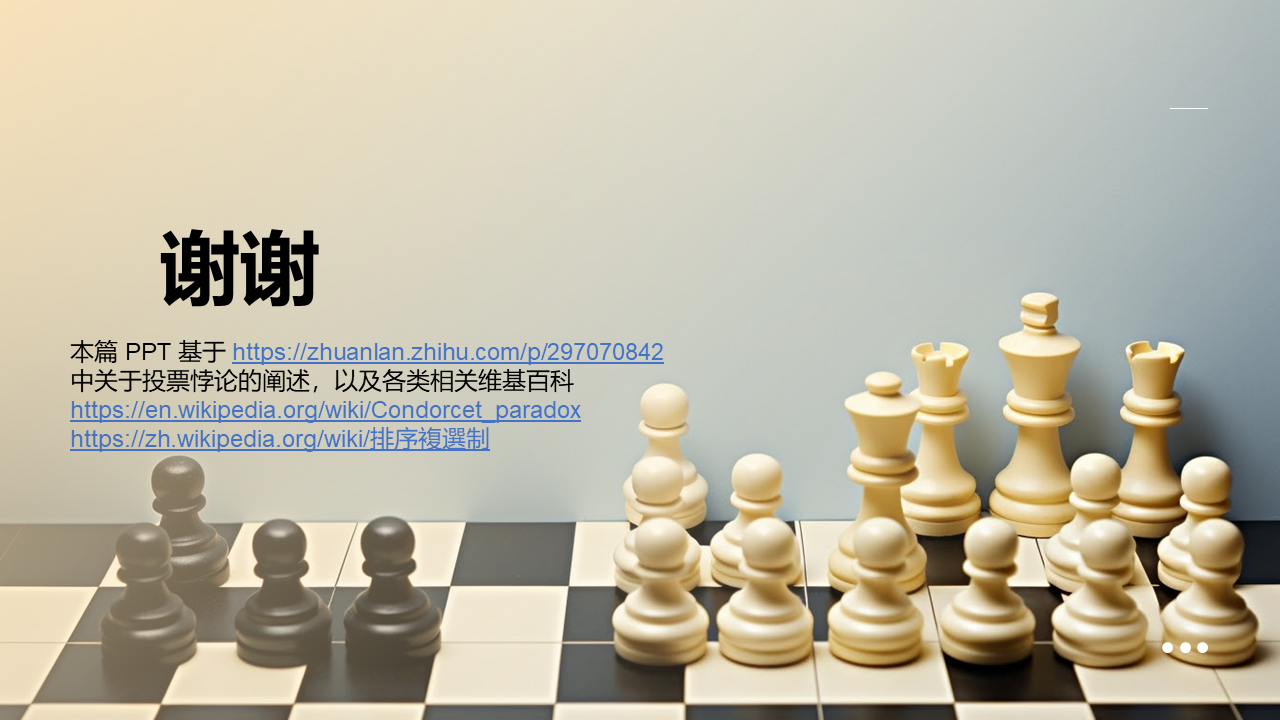 谢谢
本篇 PPT 基于 https://zhuanlan.zhihu.com/p/297070842
中关于投票悖论的阐述，以及各类相关维基百科
https://en.wikipedia.org/wiki/Condorcet_paradox
https://zh.wikipedia.org/wiki/排序複選制